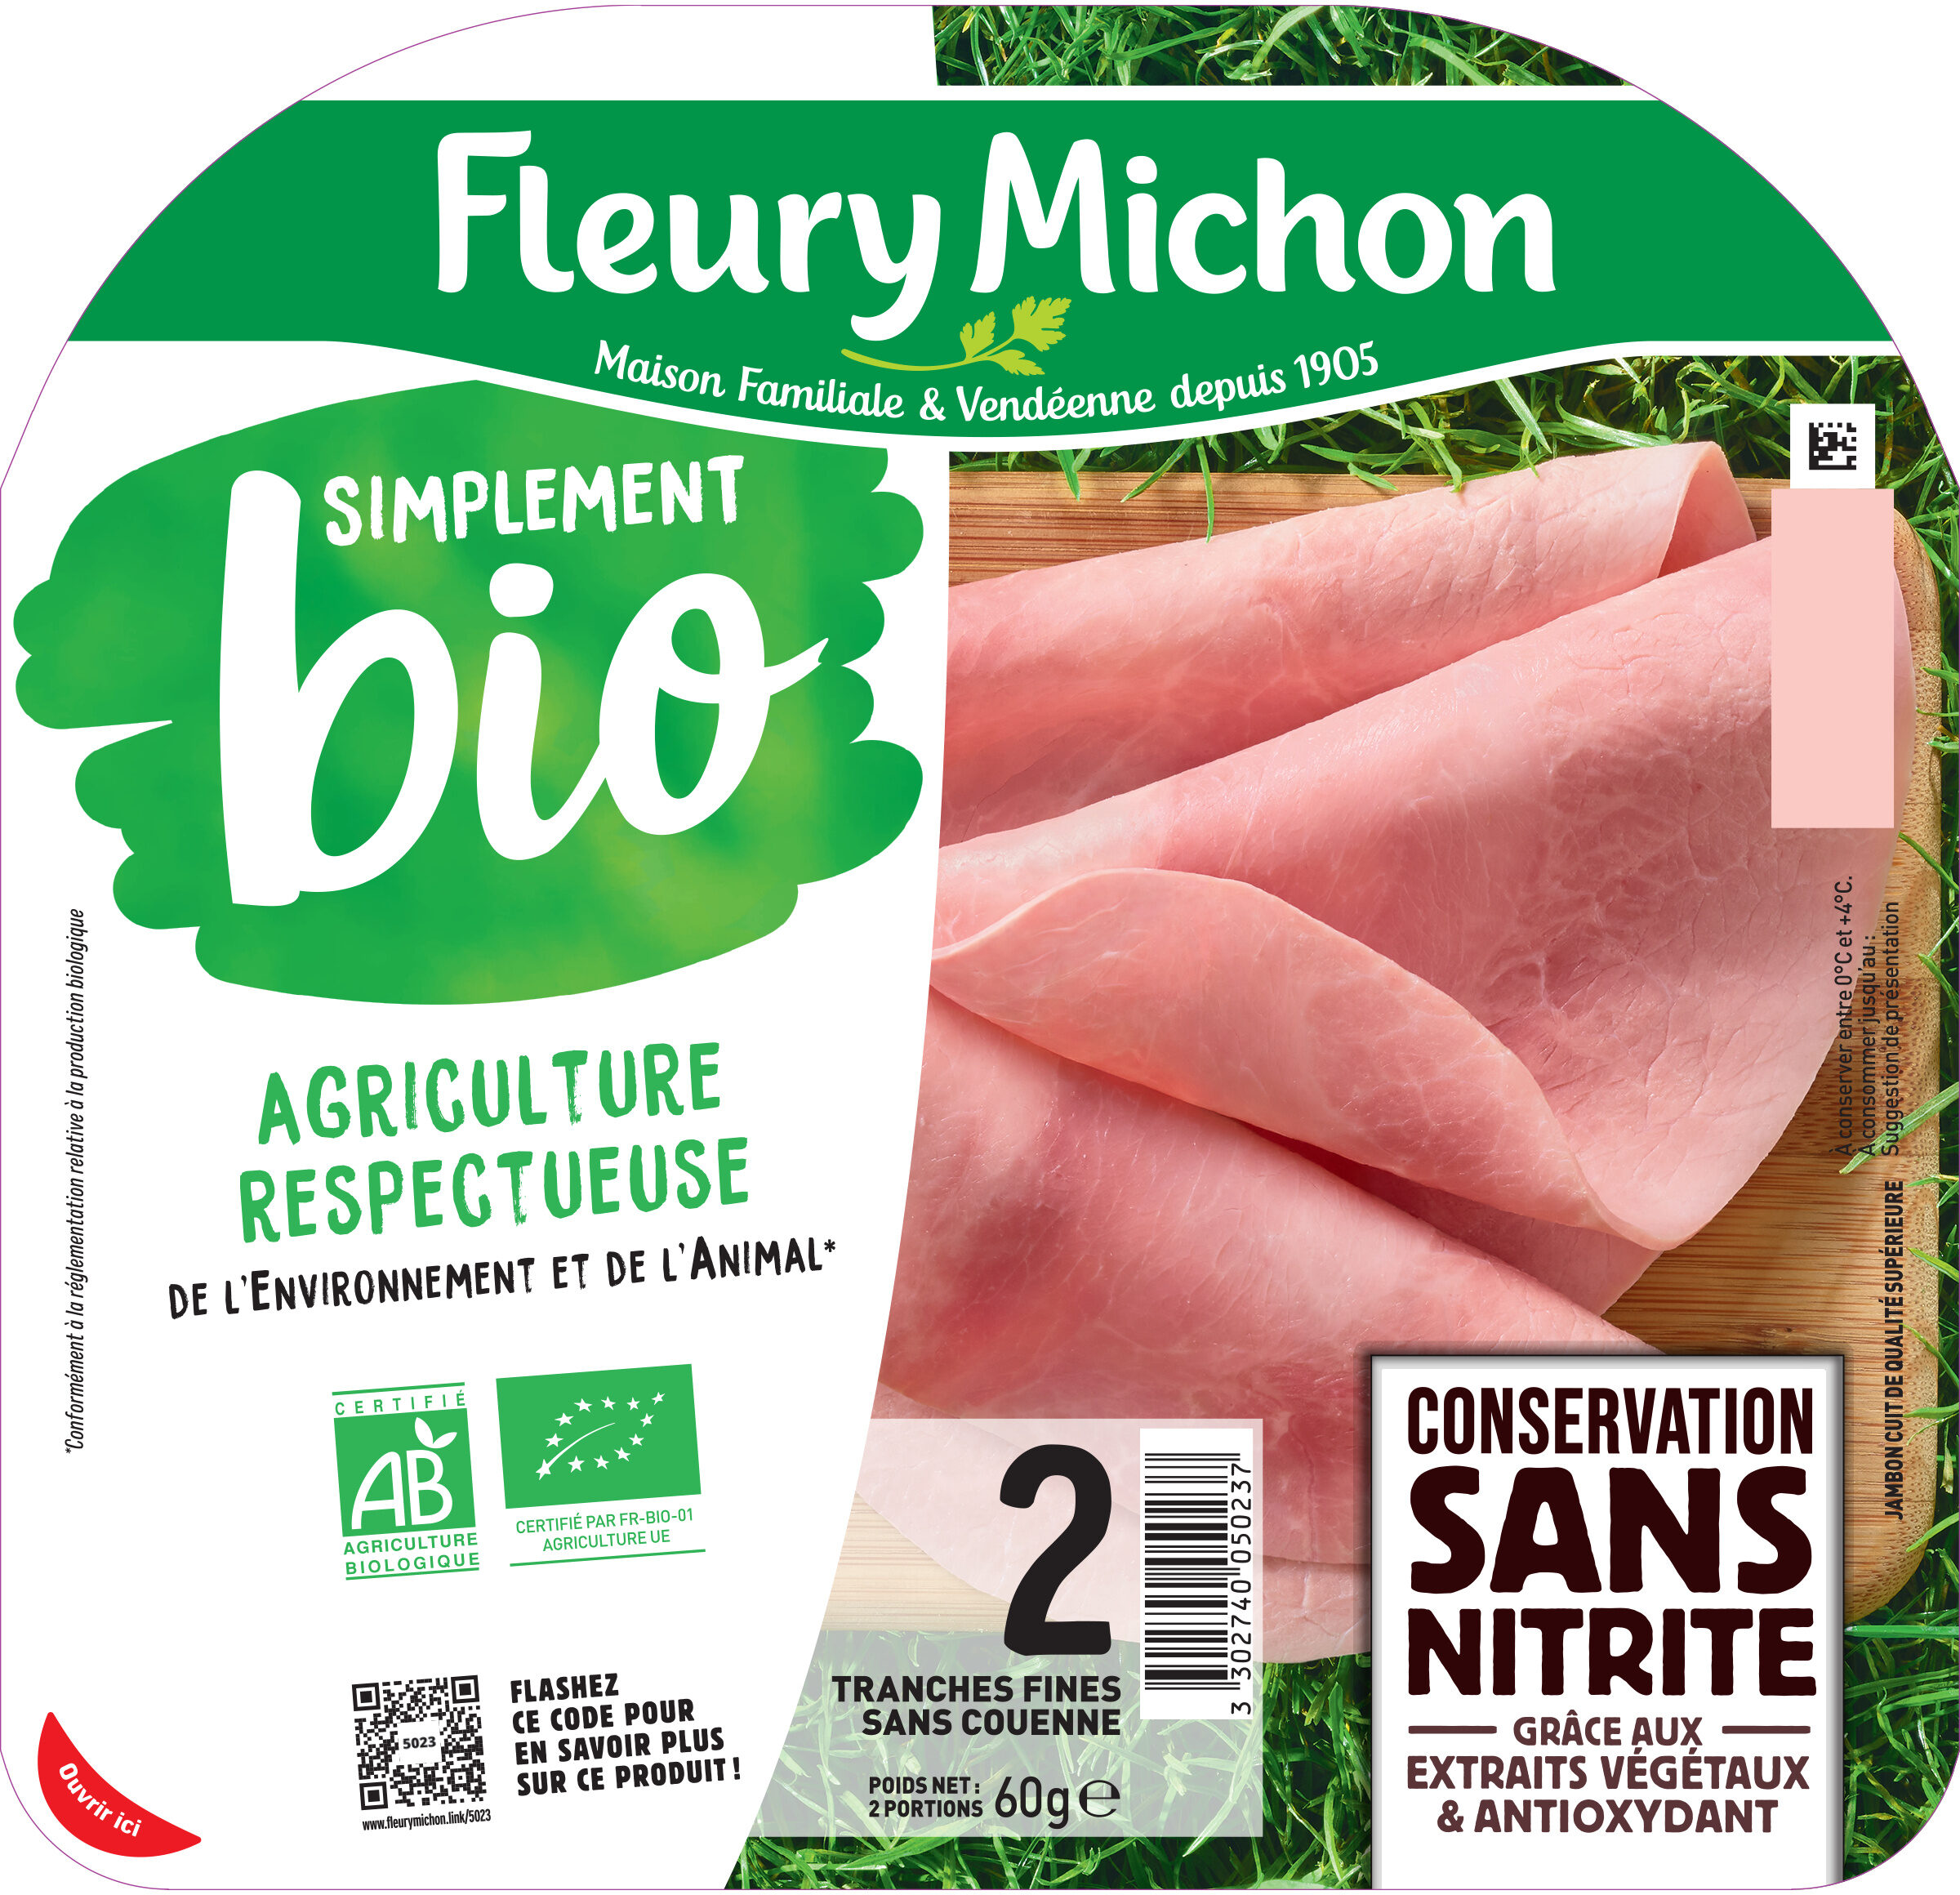 Fleury Michon
Maison Familiale & Vendéenne depuis 1905
SIMPLEMENT
bio
AGRICULTURE
RESPECTUEUSE
DE L'ENVIRONNEMENT ET DE L'ANIMAL*
*Conformément à la réglementation relative à la production biologique
CERTIFIÉ
AB
AGRICULTURE
BIOLOGIQUE
CERTIFIÉ PAR FR-BIO-01
AGRICULTURE UE
5023
www.fleurymichon.link/5023
FLASHEZ
CE CODE POUR
EN SAVOIR PLUS
SUR CE PRODUIT !
Ouvrir ici
2
TRANCHES FINES
SANS COUENNE
POIDS NET :
2 PORTIONS
60g e
3 302740 050237
À conserver entre 0°C et +4°C.
À consommer jusqu'au :
Suggestion de présentation
JAMBON CUIT DE QUALITÉ SUPÉRIEURE
CONSERVATION
SANS
NITRITE
GRÂCE AUX
EXTRAITS VÉGÉTAUX
& ANTIOXYDANT